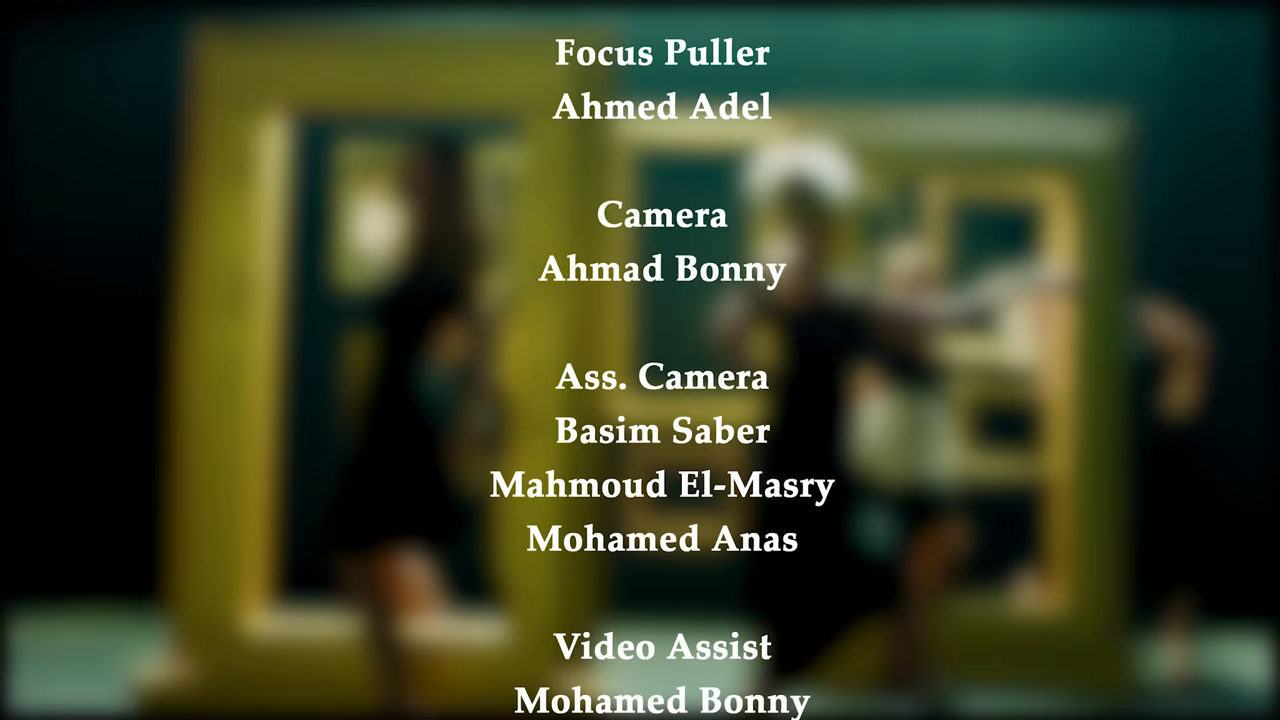 Focus Puller
Ahmed Adel
Camera
Ahmad Bonny
Ass. Camera
Basim Saber
Mahmoud El-Masry
Mohamed Anas
Video Assist
Mohamed Bonny